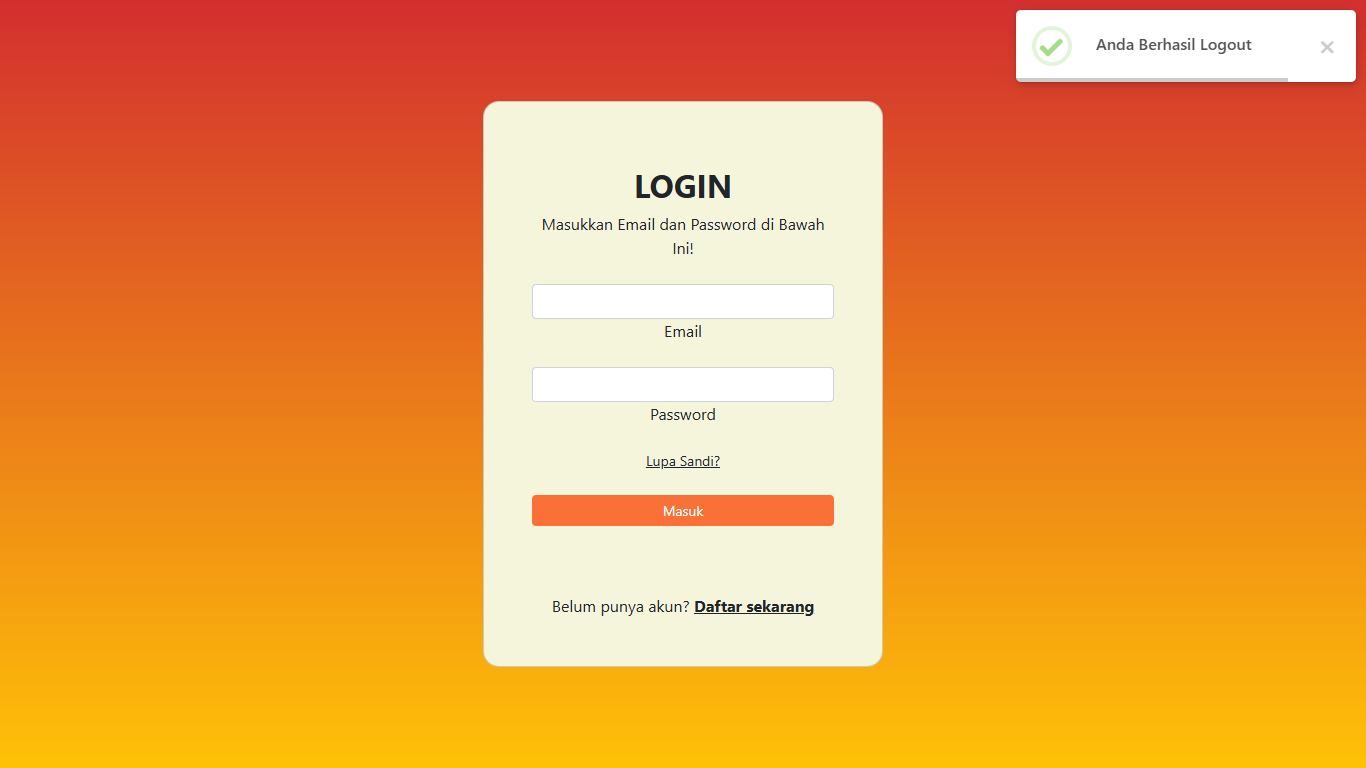 Anda Berhasil Logout
LOGIN
Masukkan Email dan Password di Bawah
Ini!
Email
Password
Lupa Sandi?
Masuk
Belum punya akun? Daftar sekarang